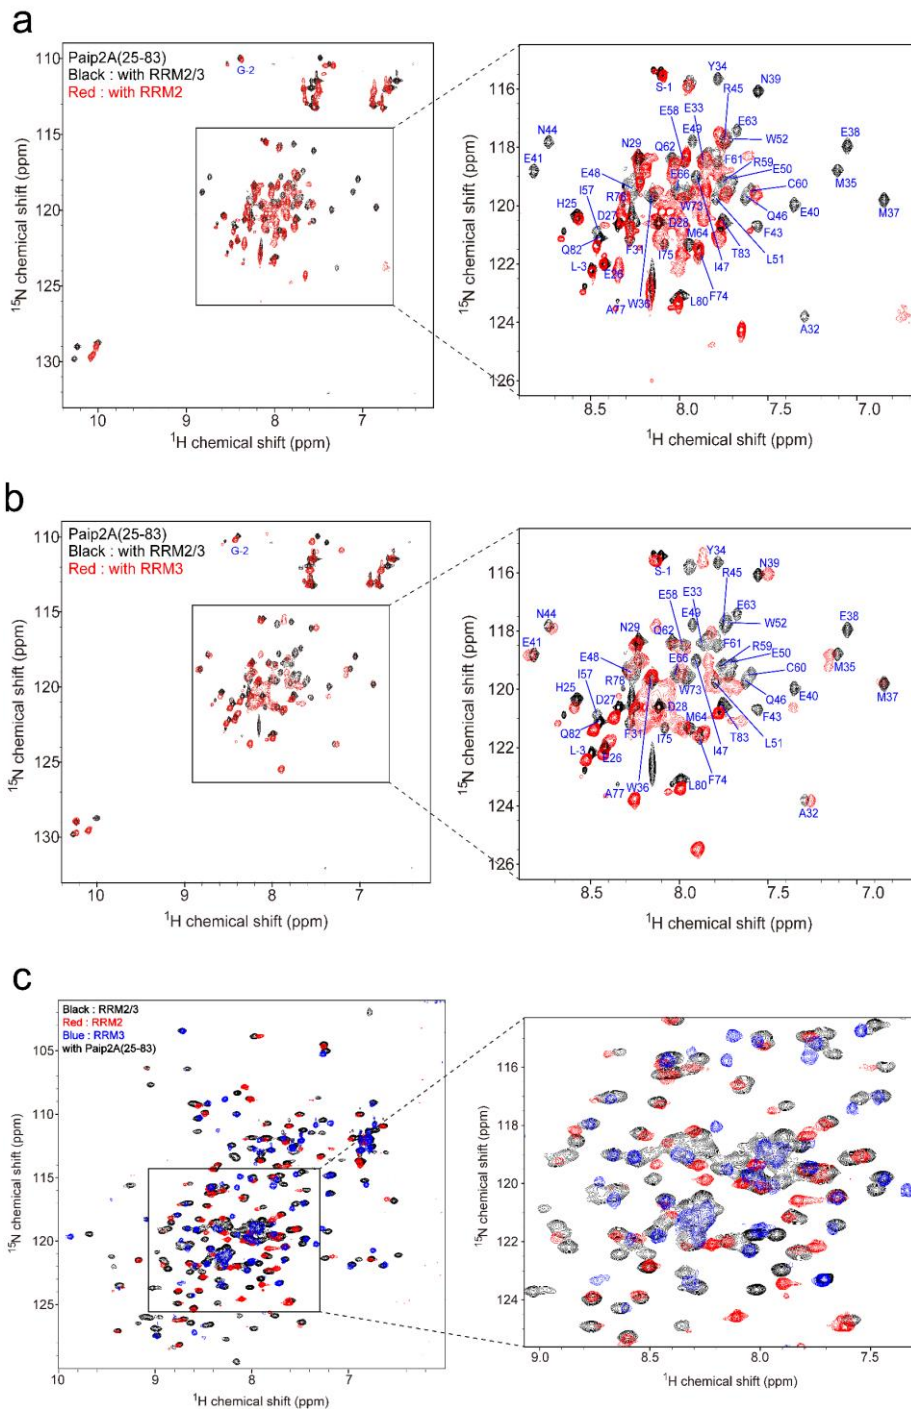 a
Paip2A(25-83)
Black : with RRM2/3
Red : with RRM2
G-2
110
115
120
130
10
9
8
7
¹⁵N chemical shift (ppm)
¹H chemical shift (ppm)
116
118
120
122
124
126
8.5
8.0
7.5
7.0
¹⁵N chemical shift (ppm)
¹H chemical shift (ppm)
S-1
Y34
N39
R45
E58
E33
E63
E49
W52
N44
N29
Q62
E38
E41
F61
R59
E48
E66
E50
M35
I57
R78
C60
H25
W73
Q46
E40
M37
D27
D28
F43
Q82
M64
T83
L51
F31
I75
I47
L-3
E26
F74
A77
W36
L80
A32
b
Paip2A(25-83)
Black : with RRM2/3
Red : with RRM3
G-2
110
115
120
130
10
9
8
7
¹⁵N chemical shift (ppm)
¹H chemical shift (ppm)
116
118
120
122
124
126
8.5
8.0
7.5
7.0
¹⁵N chemical shift (ppm)
¹H chemical shift (ppm)
S-1
Y34
N39
R45
E58
E33
E63
E49
W52
N44
N29
Q62
E38
E41
F61
R59
E48
E66
E50
M35
I57
R78
C60
H25
W73
Q46
E40
M37
D27
D28
F43
Q82
M64
T83
L51
F31
I75
I47
L-3
E26
F74
A77
W36
L80
A32
c
Black : RRM2/3
Red : RRM2
Blue : RRM3
with Paip2A(25-83)
105
110
115
120
125
10
9
8
7
¹⁵N chemical shift (ppm)
¹H chemical shift (ppm)
116
118
120
122
124
9.0
8.5
8.0
7.5
¹⁵N chemical shift (ppm)
¹H chemical shift (ppm)